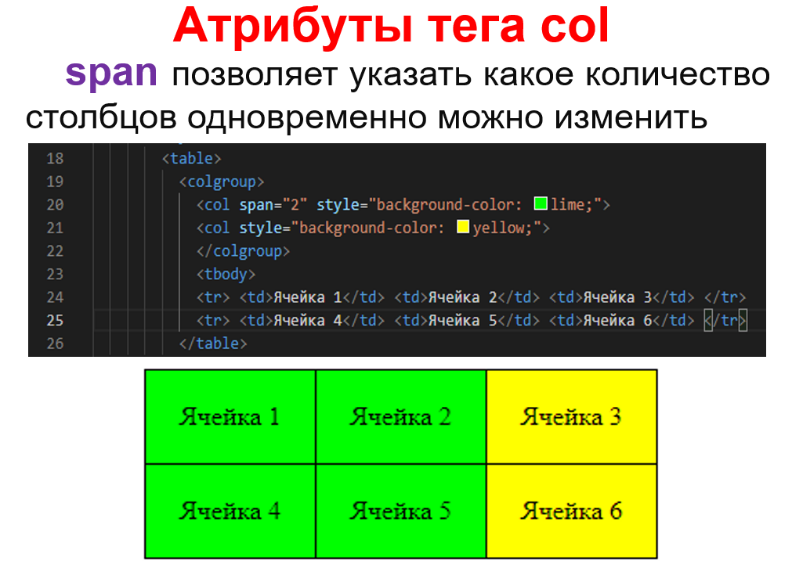 Атрибуты тега col
span позволяет указать какое количество
столбцов одновременно можно изменить
18 <table>
19 <colgroup>
20 <col span="2" style="background-color: lime;">
21 <col style="background-color: yellow;">
22 </colgroup>
23 <tbody>
24 <tr> <td>Ячейка 1</td> <td>Ячейка 2</td> <td>Ячейка 3</td> </tr>
25 <tr> <td>Ячейка 4</td> <td>Ячейка 5</td> <td>Ячейка 6</td> </tr>
26 </table>
Ячейка 1 Ячейка 2 Ячейка 3
Ячейка 4 Ячейка 5 Ячейка 6